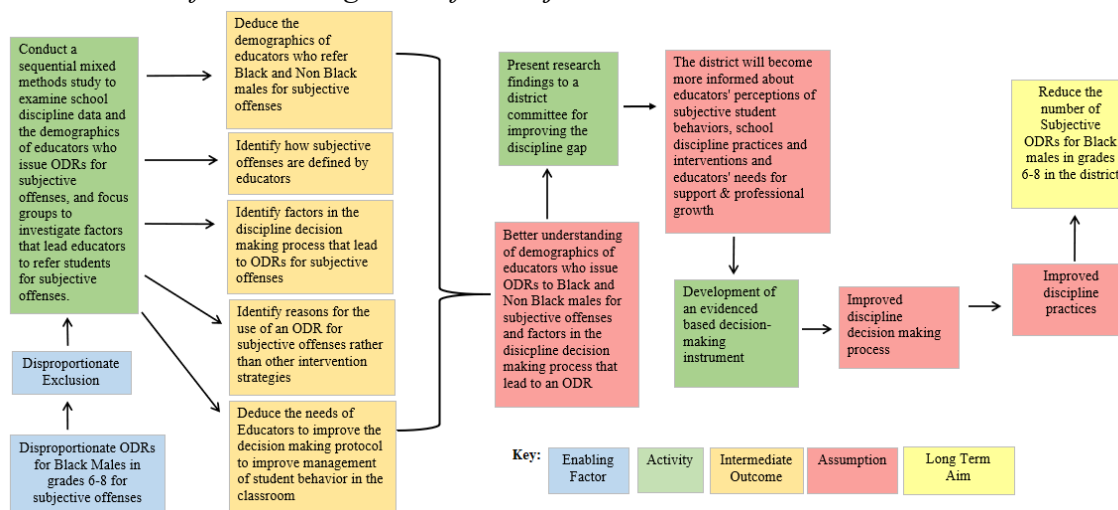 Conduct a
sequential mixed
methods study to
examine school
discipline data and
the demographics
of educators who
issue ODRs for
subjective
offenses, and focus
groups to
investigate factors
that lead educators
to refer students
for subjective
offenses.
Disproportionate
Exclusion
Disproportionate ODRs
for Black Males in
grades 6-8 for
subjective offenses
Deduce the
demographics of
educators who refer
Black and Non Black
males for subjective
offenses
Identify how subjective
offenses are defined by
educators
Identify factors in the
discipline decision
making process that lead
to ODRs for subjective
offenses
Identify reasons for the
use of an ODR for
subjective offenses rather
than other intervention
strategies
Deduce the needs of
Educators to improve the
decision making protocol
to improve management
of student behavior in the
classroom
Present research
findings to a
district
committee for
improving the
discipline gap
Better understanding
of demographics of
educators who issue
ODRs to Black and
Non Black males for
subjective offenses
and factors in the
disicpline decision
making process that
lead to an ODR
The district will become
more informed about
educators' perceptions of
subjective student
behaviors, school
discipline practices and
interventions and
educators' needs for
support & professional
growth
Development of
an evidenced
based decision-
making
instrument
Improved
discipline
decision making
process
Improved
discipline
practices
Reduce the
number of
Subjective
ODRs for Black
males in grades
6-8 in the district
Key:
Enabling
Factor
Activity
Intermediate
Outcome
Assumption
Long Term
Aim